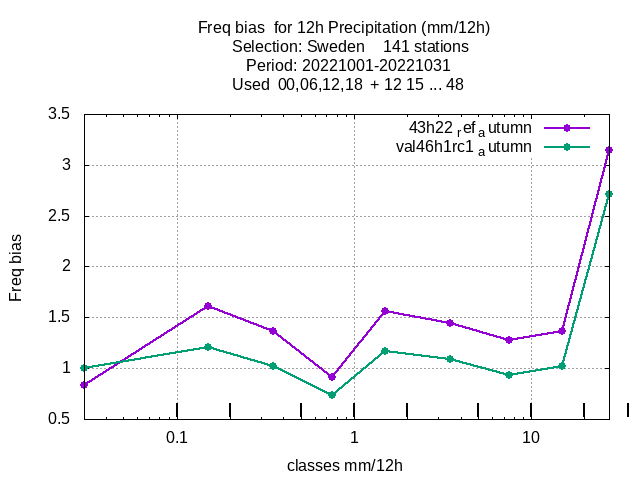 Freq bias  for 12h Precipitation (mm/12h)
Selection: Sweden    141 stations
Period: 20221001-20221031
Used  00,06,12,18  + 12 15 ... 48
43h22 ref a utumn
val46h1rc1 a utumn
3.5
3
2.5
2
1.5
1
0.5
Freq bias
0.1
1
10
classes mm/12h